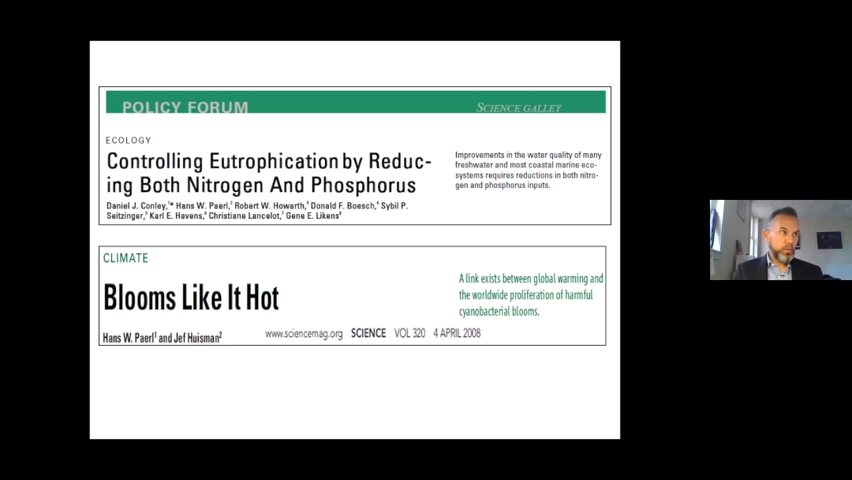 POLICY FORUM SCIENCE GALLEY
ECOLOGY
Controlling Eutrophication by Reduc-
ing Both Nitrogen And Phosphorus
Daniel J. Conley,¹* Hans W. Paerl,² Robert W. Howarth,³ Donald F. Boesch,⁴ Sybil P.
Seitzinger,⁵ Karl E. Havens,⁶ Christiane Lancelot,⁷ Gene E. Likens⁸
Improvements in the water quality of many
freshwater and most coastal marine eco-
systems requires reductions in both nitro-
gen and phosphorus inputs.
CLIMATE
Blooms Like It Hot
Hans W. Paerl¹ and Jef Huisman²
A link exists between global warming and
the worldwide proliferation of harmful
cyanobacterial blooms.
www.sciencemag.org SCIENCE VOL 320 4 APRIL 2008